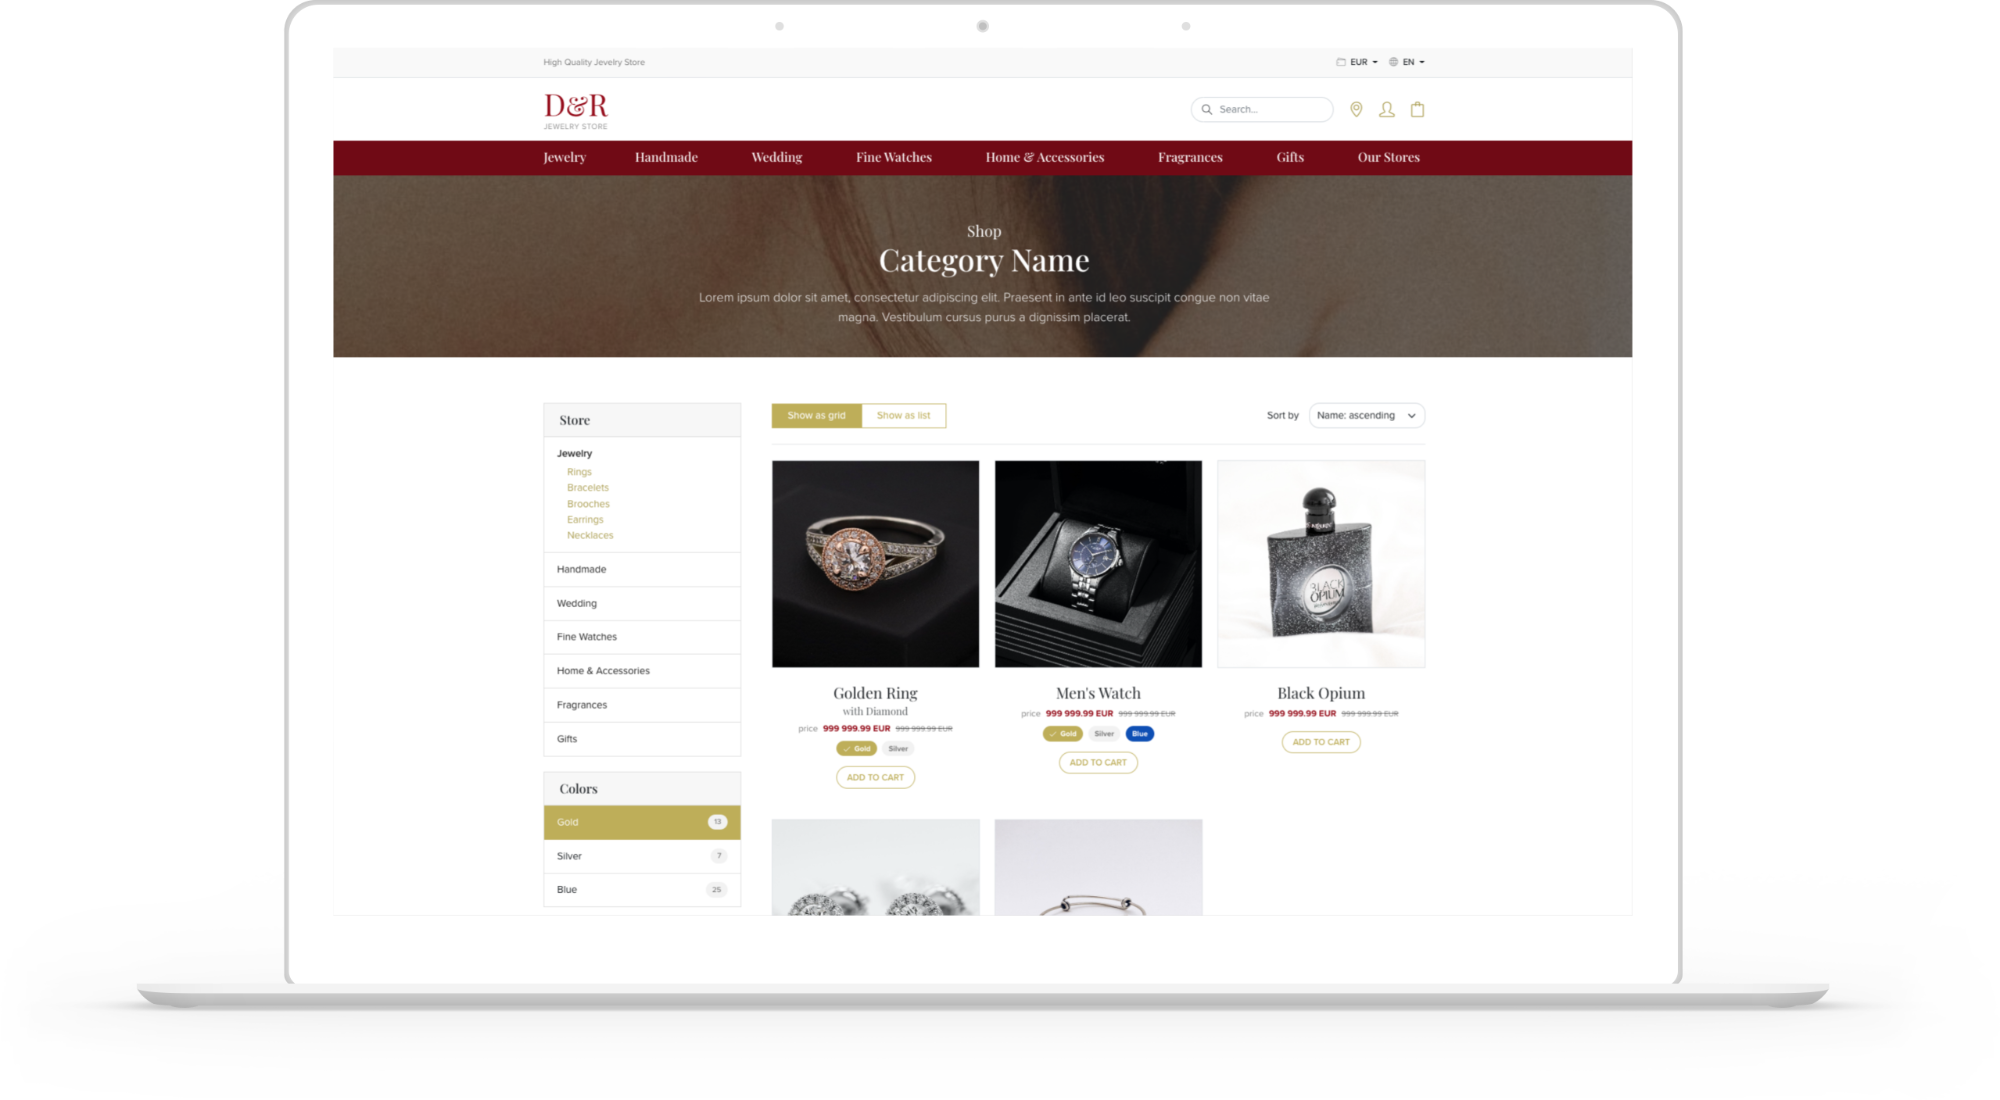 High Quality Jewelry Store
EUR
EN
D&R
JEWELRY STORE
Search...
Jewelry
Handmade
Wedding
Fine Watches
Home & Accessories
Fragrances
Gifts
Our Stores
Shop
Category Name
Lorem ipsum dolor sit amet, consectetur adipiscing elit. Praesent in ante id leo suscipit congue non vitae
magna. Vestibulum cursus purus a dignissim placerat.
Store
Jewelry
Rings
Bracelets
Brooches
Earrings
Necklaces
Handmade
Wedding
Fine Watches
Home & Accessories
Fragrances
Gifts
Colors
Gold 13
Silver 7
Blue 25
Show as grid
Show as list
Sort by Name: ascending
BLACK
OPIUM
Golden Ring
with Diamond
price 999 999.99 EUR 999 999.99 EUR
Gold Silver
ADD TO CART
Men's Watch
price 999 999.99 EUR 999 999.99 EUR
Gold Silver Blue
ADD TO CART
Black Opium
price 999 999.99 EUR 999 999.99 EUR
ADD TO CART